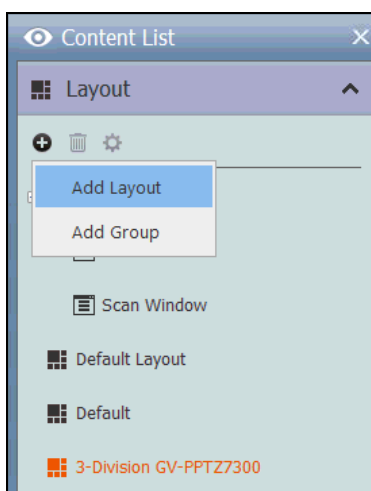 Content List
Layout
Add Layout
Add Group
Scan Window
Default Layout
Default
3-Division GV-PPTZ7300